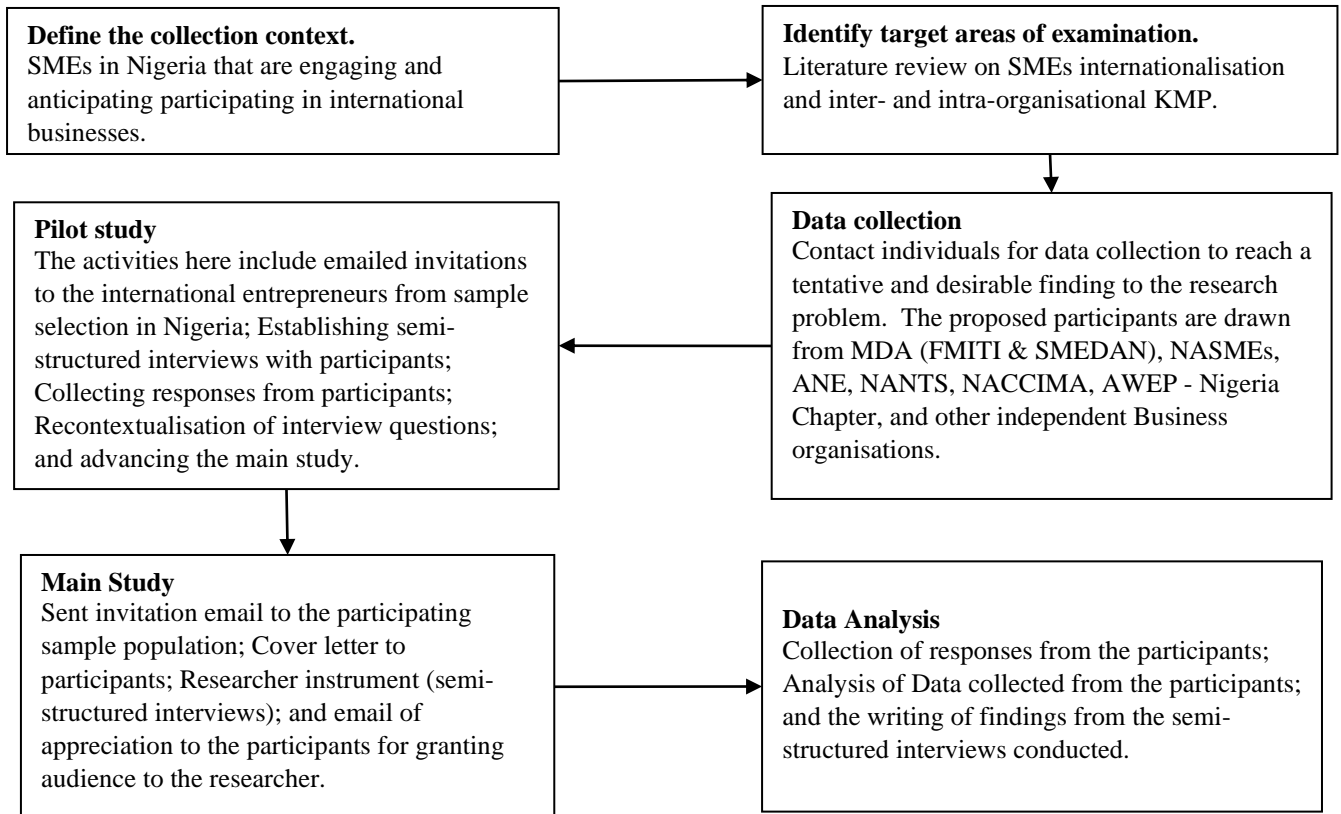 Define the collection context.
SMEs in Nigeria that are engaging and
anticipating participating in international
businesses.
Identify target areas of examination.
Literature review on SMEs internationalisation
and inter- and intra-organisational KMP.
Data collection
Contact individuals for data collection to reach a
tentative and desirable finding to the research
problem.  The proposed participants are drawn
from MDA (FMITI & SMEDAN), NASMEs,
ANE, NANTS, NACCIMA, AWEP - Nigeria
Chapter, and other independent Business
organisations.
Pilot study
The activities here include emailed invitations
to the international entrepreneurs from sample
selection in Nigeria; Establishing semi-
structured interviews with participants;
Collecting responses from participants;
Recontextualisation of interview questions;
and advancing the main study.
Main Study
Sent invitation email to the participating
sample population; Cover letter to
participants; Researcher instrument (semi-
structured interviews); and email of
appreciation to the participants for granting
audience to the researcher.
Data Analysis
Collection of responses from the participants;
Analysis of Data collected from the participants;
and the writing of findings from the semi-
structured interviews conducted.